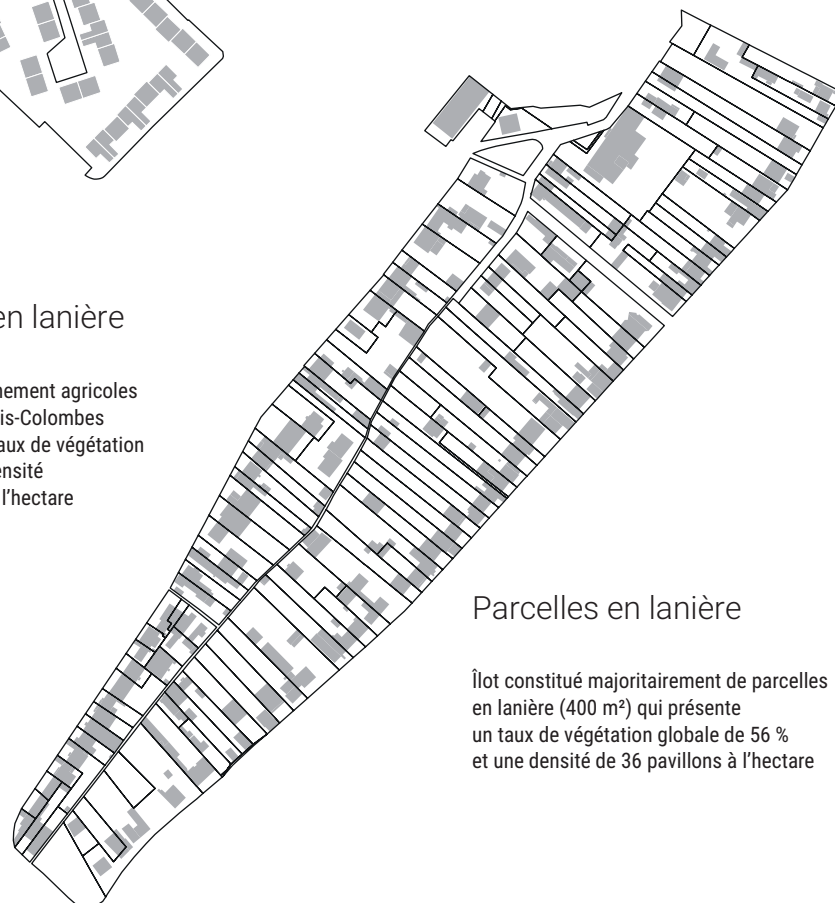 en lanière
nement agricoles
is-Colombes
aux de végétation
ensité
l'hectare
Parcelles en lanière
Îlot constitué majoritairement de parcelles
en lanière (400 m²) qui présente
un taux de végétation globale de 56 %
et une densité de 36 pavillons à l'hectare